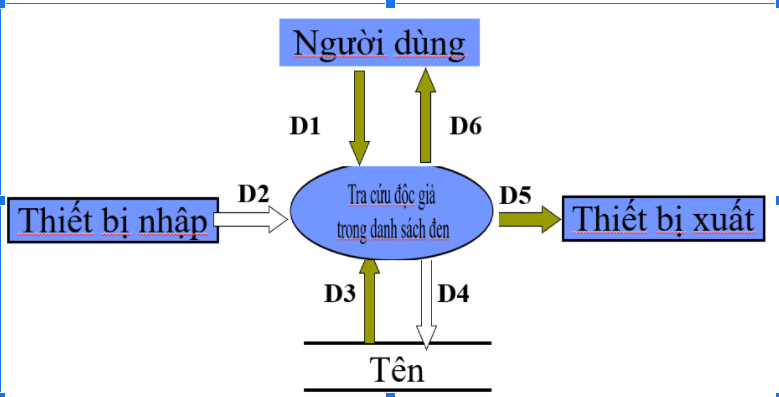 Người dùng
D1
D6
D2
Tra cứu độc giả
trong danh sách đen
D5
Thiết bị nhập
Thiết bị xuất
D3
D4
Tên